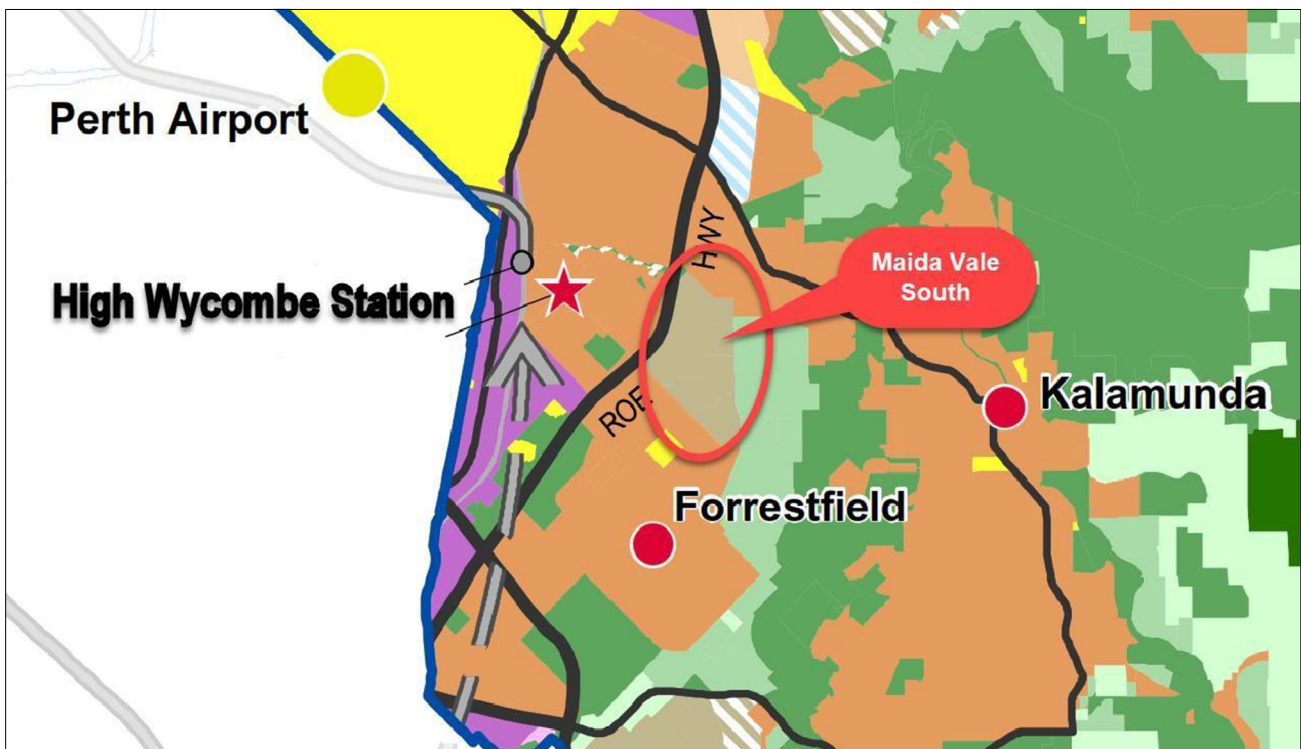 Perth Airport
HWY
Maida Vale
South
High Wycombe Station
ROE
Kalamunda
Forrestfield